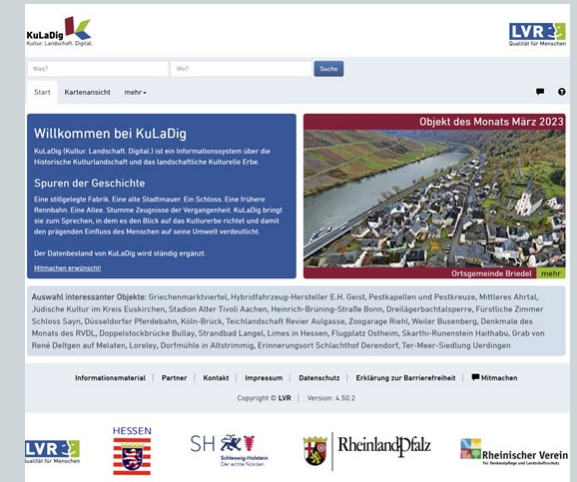 KuLaDig
Kultur. Landschaft. Digital.
LVR
Qualität für Menschen
Was?
Wo?
Suche
Start
Kartenansicht
mehr
Willkommen bei KuLaDig
KuLaDig (Kultur. Landschaft. Digital.) ist ein Informationssystem über die
Historische Kulturlandschaft und das landschaftliche Kulturelle Erbe.
Spuren der Geschichte
Eine stillgelegte Fabrik. Eine alte Stadtmauer. Ein Schloss. Eine frühere
Rennbahn. Eine Allee. Stumme Zeugnisse der Vergangenheit. KuLaDig bringt
sie zum Sprechen, in dem es den Blick auf das Kulturerbe richtet und damit
den prägenden Einfluss des Menschen auf seine Umwelt verdeutlicht.
Der Datenbestand von KuLaDig wird ständig ergänzt.
Mitmachen erwünscht!
Objekt des Monats März 2023
Ortsgemeinde Briedel mehr
Auswahl interessanter Objekte: Griechenmarktviertel, Hybridfahrzeug-Hersteller E.H. Geist, Pestkapellen und Pestkreuze, Mittleres Ahrtal,
Jüdische Kultur im Kreis Euskirchen, Stadion Alter Tivoli Aachen, Heinrich-Brüning-Straße Bonn, Dreilägerbachtalsperre, Fürstliche Zimmer
Schloss Sayn, Düsseldorfer Pferdebahn, Köln-Brück, Teichlandschaft Revier Aulgasse, Zoogarage Riehl, Weiler Busenberg, Denkmale des
Monats des RVDL, Doppelstockbrücke Bullay, Strandbad Langel, Limes in Hessen, Flugplatz Ostheim, Skarthi-Runenstein Haithabu, Grab von
René Deltgen auf Melaten, Loreley, Dorfmühle in Altstrimmig, Erinnerungsort Schlachthof Derendorf, Ter-Meer-Siedlung Uerdingen
Informationsmaterial | Partner | Kontakt | Impressum | Datenschutz | Erklärung zur Barrierefreiheit | Mitmachen
Copyright © LVR | Version: 4.50.2
LVR
Qualität für Menschen
HESSEN
SH
Schleswig-Holstein
Der echte Norden
RheinlandPfalz
Rheinischer Verein
Für Denkmalpflege und Landschaftsschutz